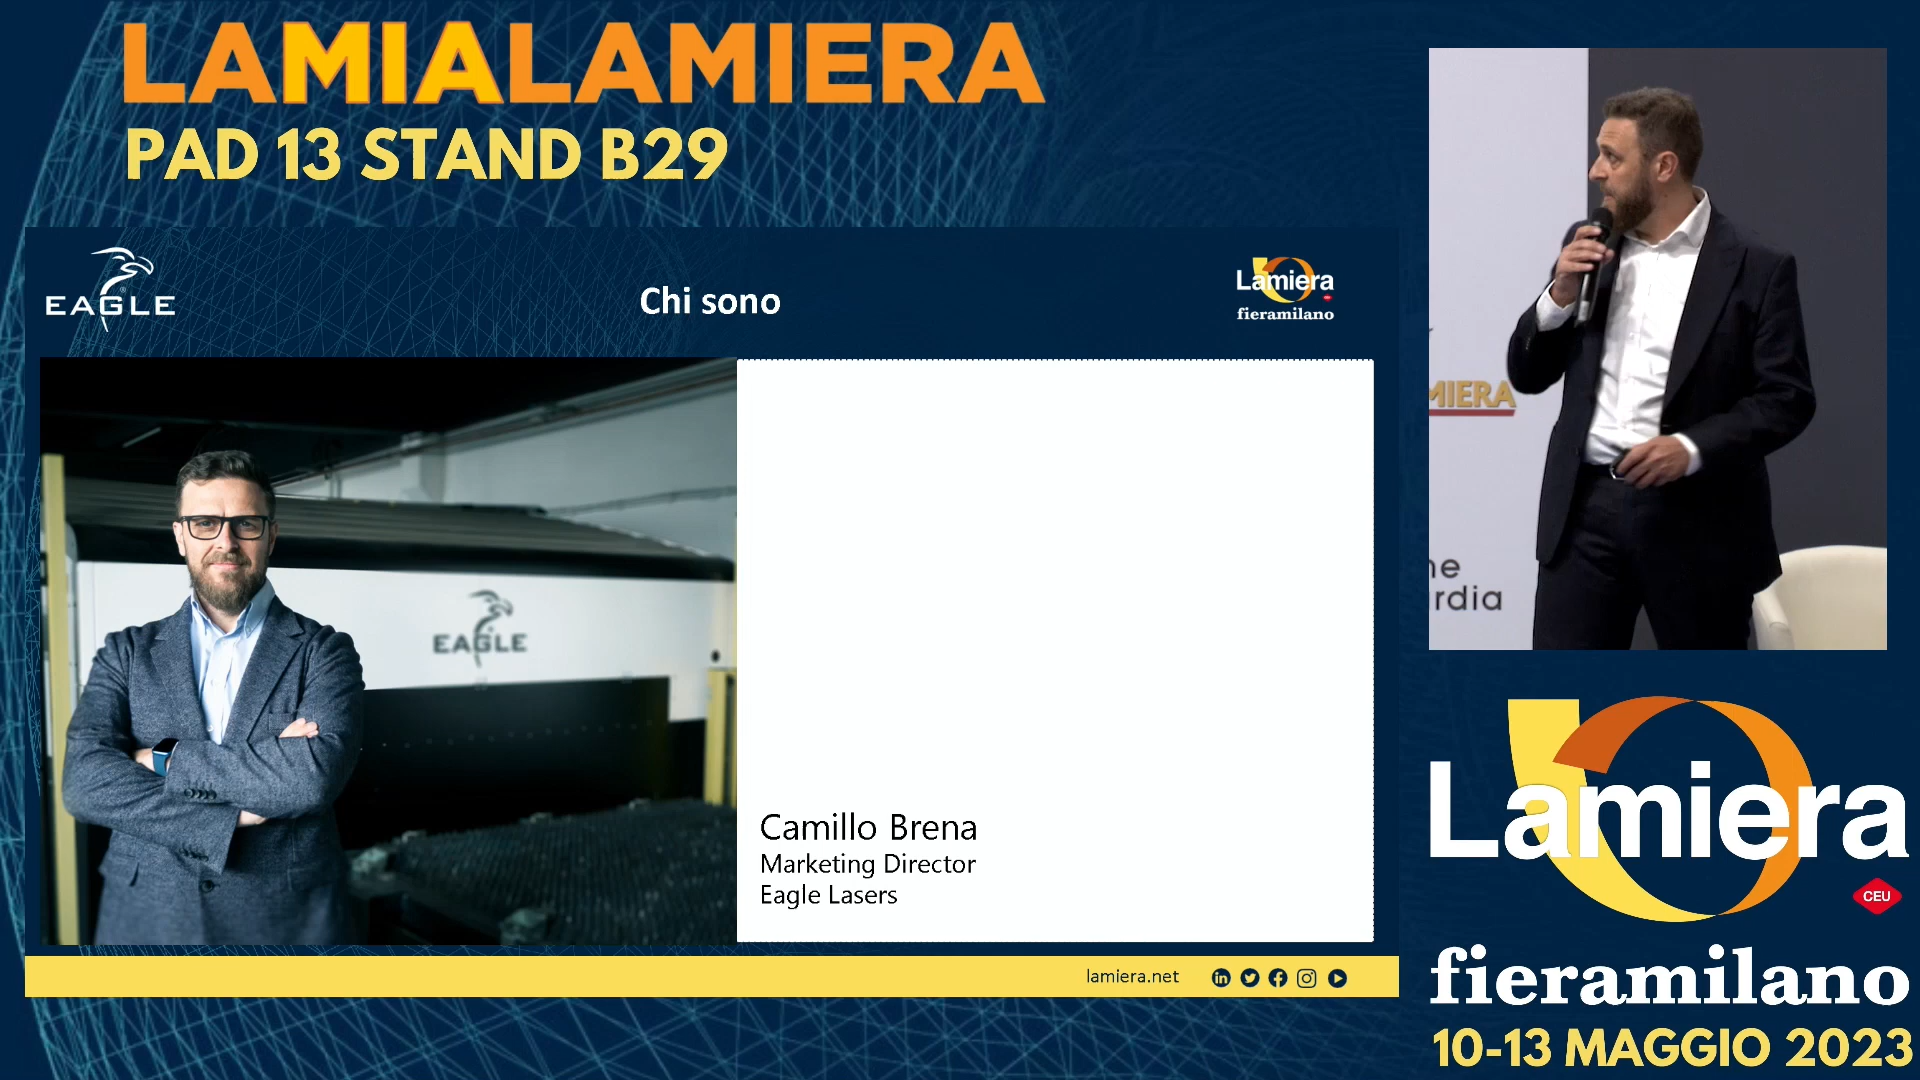 LAMIALAMIERA
PAD 13 STAND B29
EAGLE
Chi sono
Lamiera
fieramilano
EAGLE
Camillo Brena
Marketing Director
Eagle Lasers
lamiera.net
MIERA
ne
rdia
Lamiera
CEU
fieramilano
10-13 MAGGIO 2023